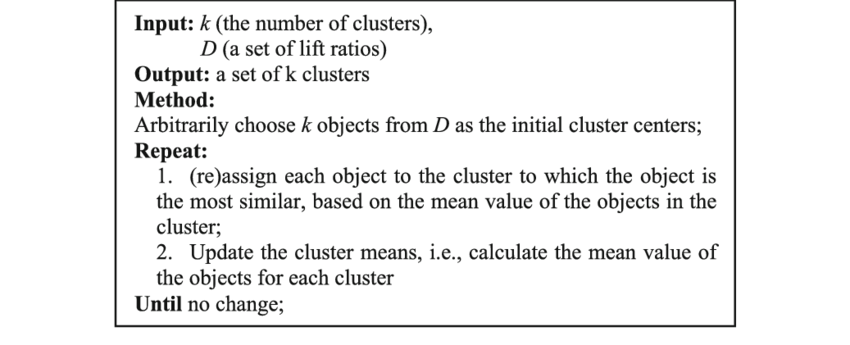 Input: k (the number of clusters),
D (a set of lift ratios)
Output: a set of k clusters
Method:
Arbitrarily choose k objects from D as the initial cluster centers;
Repeat:
1. (re)assign each object to the cluster to which the object is
the most similar, based on the mean value of the objects in the
cluster;
2. Update the cluster means, i.e., calculate the mean value of
the objects for each cluster
Until no change;